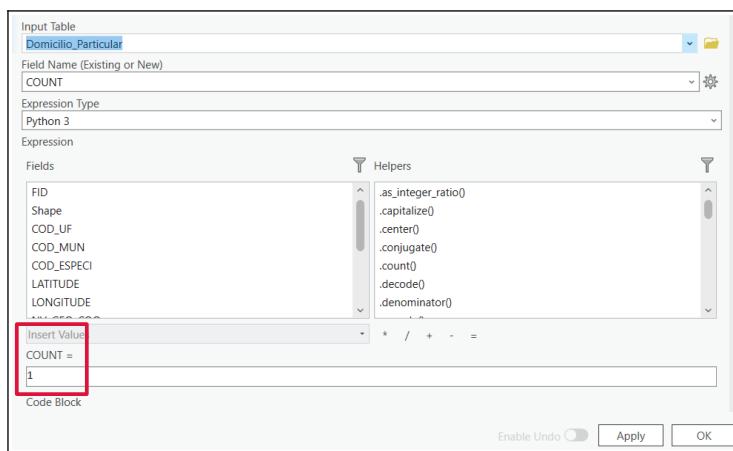 Input Table
Domicilio_Particular
Field Name (Existing or New)
COUNT
Expression Type
Python 3
Expression
Fields
Helpers
FID
.as_integer_ratio()
Shape
.capitalize()
COD_UF
.center()
COD_MUN
.conjugate()
COD_ESPECI
.count()
LATITUDE
.decode()
LONGITUDE
.denominator()
Insert Values
* / + - =
COUNT =
1
Code Block
Enable Undo Apply OK